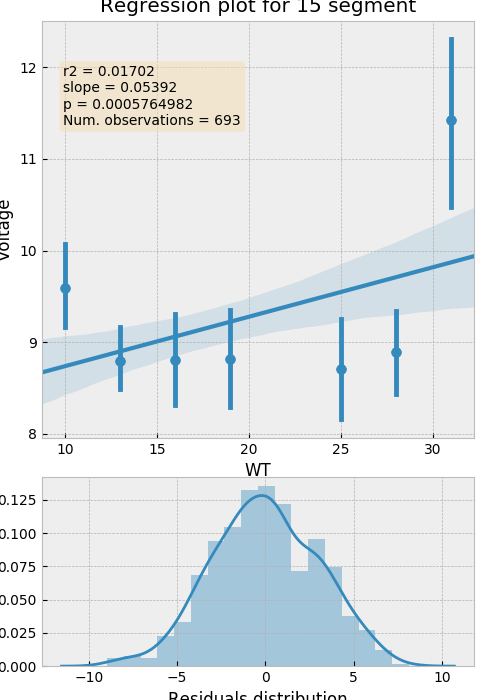 Regression plot for 15 segment
r2 = 0.01702
slope = 0.05392
p = 0.0005764982
Num. observations = 693
12
11
10
9
8
Voltage
10 15 20 25 30
WT
0.125
0.100
0.075
0.050
0.025
0.000
−10 −5 0 5 10
Residuals distribution